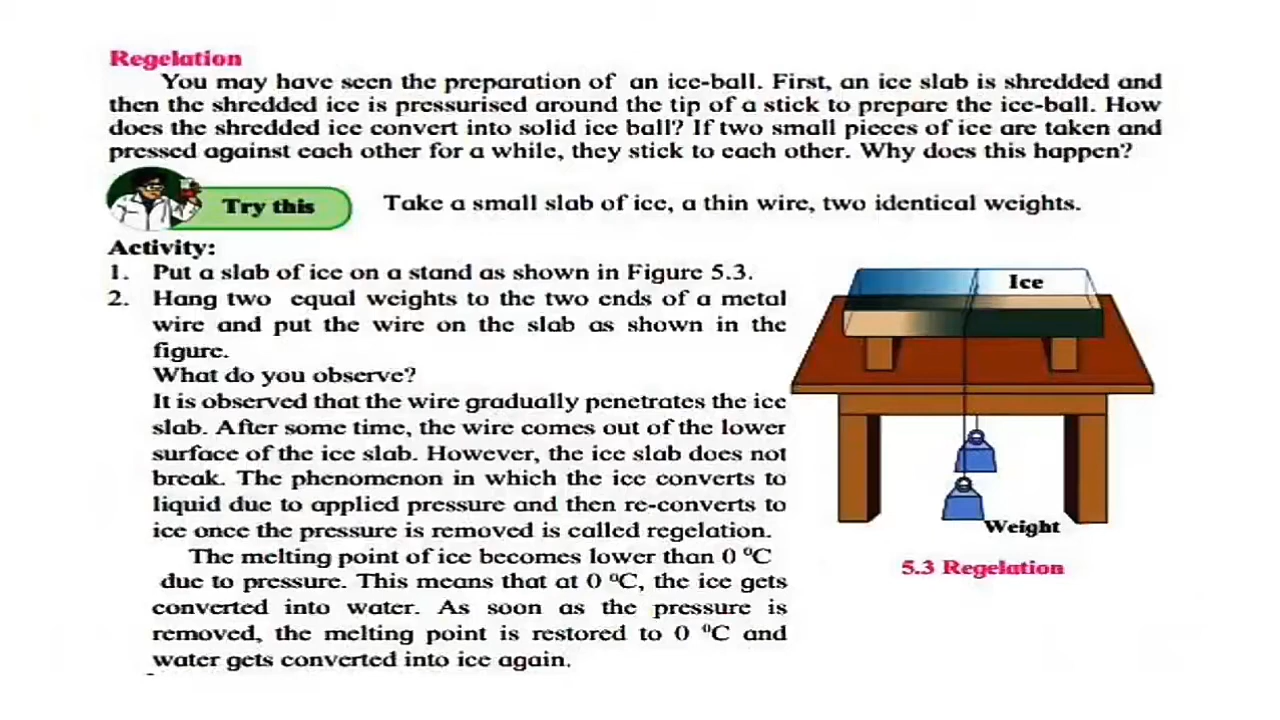 Regelation
You may have seen the preparation of an ice-ball. First, an ice slab is shredded and
then the shredded ice is pressurised around the tip of a stick to prepare the ice-ball. How
does the shredded ice convert into solid ice ball? If two small pieces of ice are taken and
pressed against each other for a while, they stick to each other. Why does this happen?
Try this
Take a small slab of ice, a thin wire, two identical weights.
Activity:
1. Put a slab of ice on a stand as shown in Figure 5.3.
2. Hang two equal weights to the two ends of a metal
wire and put the wire on the slab as shown in the
figure.
What do you observe?
It is observed that the wire gradually penetrates the ice
slab. After some time, the wire comes out of the lower
surface of the ice slab. However, the ice slab does not
break. The phenomenon in which the ice converts to
liquid due to applied pressure and then re-converts to
ice once the pressure is removed is called regelation.
The melting point of ice becomes lower than 0 ⁰C
due to pressure. This means that at 0 ⁰C, the ice gets
converted into water. As soon as the pressure is
removed, the melting point is restored to 0 ⁰C and
water gets converted into ice again.
Ice
Weight
5.3 Regelation